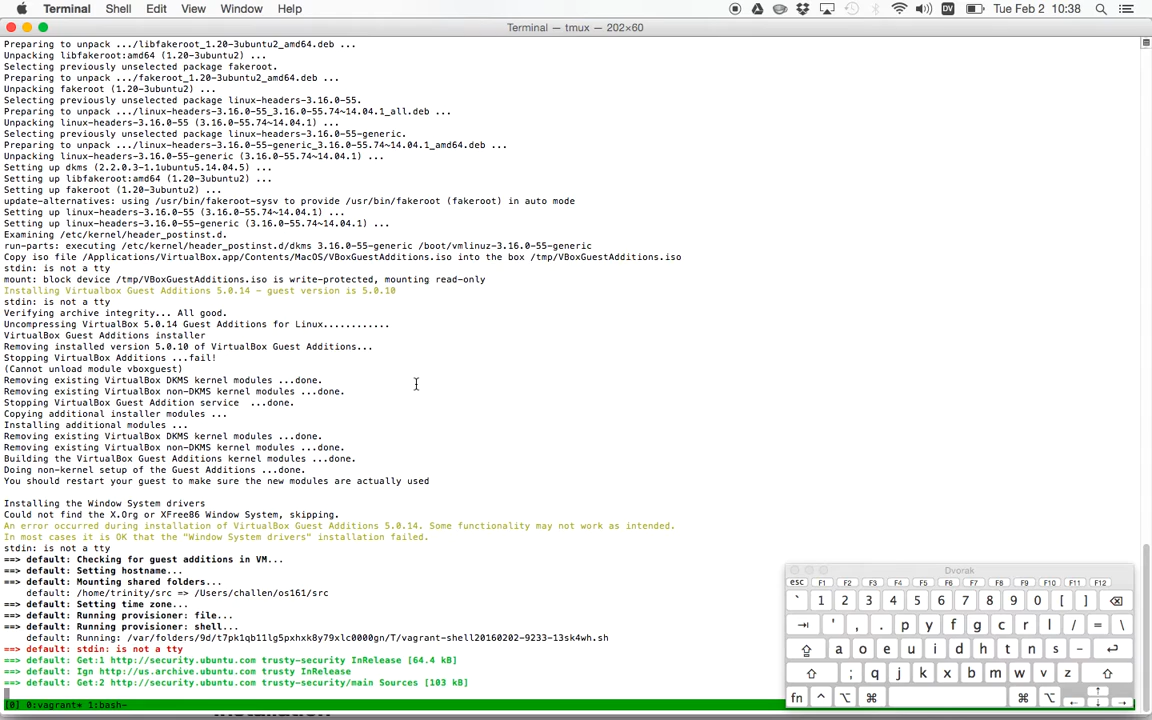 Terminal Shell Edit View Window Help DV Tue Feb 2 10:38
Terminal — tmux — 202×60
Preparing to unpack .../libfakeroot_1.20-3ubuntu2_amd64.deb ...
Unpacking libfakeroot:amd64 (1.20-3ubuntu2) ...
Selecting previously unselected package fakeroot.
Preparing to unpack .../fakeroot_1.20-3ubuntu2_amd64.deb ...
Unpacking fakeroot (1.20-3ubuntu2) ...
Selecting previously unselected package linux-headers-3.16.0-55.
Preparing to unpack .../linux-headers-3.16.0-55_3.16.0-55.74~14.04.1_all.deb ...
Unpacking linux-headers-3.16.0-55 (3.16.0-55.74~14.04.1) ...
Selecting previously unselected package linux-headers-3.16.0-55-generic.
Preparing to unpack .../linux-headers-3.16.0-55-generic_3.16.0-55.74~14.04.1_amd64.deb ...
Unpacking linux-headers-3.16.0-55-generic (3.16.0-55.74~14.04.1) ...
Setting up dkms (2.2.0.3-1.1ubuntu5.14.04.5) ...
Setting up libfakeroot:amd64 (1.20-3ubuntu2) ...
Setting up fakeroot (1.20-3ubuntu2) ...
update-alternatives: using /usr/bin/fakeroot-sysv to provide /usr/bin/fakeroot (fakeroot) in auto mode
Setting up linux-headers-3.16.0-55 (3.16.0-55.74~14.04.1) ...
Setting up linux-headers-3.16.0-55-generic (3.16.0-55.74~14.04.1) ...
Examining /etc/kernel/header_postinst.d.
run-parts: executing /etc/kernel/header_postinst.d/dkms 3.16.0-55-generic /boot/vmlinuz-3.16.0-55-generic
Copy iso file /Applications/VirtualBox.app/Contents/MacOS/VBoxGuestAdditions.iso into the box /tmp/VBoxGuestAdditions.iso
stdin: is not a tty
mount: block device /tmp/VBoxGuestAdditions.iso is write-protected, mounting read-only
Installing Virtualbox Guest Additions 5.0.14 - guest version is 5.0.10
stdin: is not a tty
Verifying archive integrity... All good.
Uncompressing VirtualBox 5.0.14 Guest Additions for Linux............
VirtualBox Guest Additions installer
Removing installed version 5.0.10 of VirtualBox Guest Additions...
Stopping VirtualBox Additions ...fail!
(Cannot unload module vboxguest)
Removing existing VirtualBox DKMS kernel modules ...done.
Removing existing VirtualBox non-DKMS kernel modules ...done.
Stopping VirtualBox Guest Addition service  ...done.
Copying additional installer modules ...
Installing additional modules ...
Removing existing VirtualBox DKMS kernel modules ...done.
Removing existing VirtualBox non-DKMS kernel modules ...done.
Building the VirtualBox Guest Additions kernel modules ...done.
Doing non-kernel setup of the Guest Additions ...done.
You should restart your guest to make sure the new modules are actually used
Installing the Window System drivers
Could not find the X.Org or XFree86 Window System, skipping.
An error occurred during installation of VirtualBox Guest Additions 5.0.14. Some functionality may not work as intended.
In most cases it is OK that the "Window System drivers" installation failed.
stdin: is not a tty
==> default: Checking for guest additions in VM...
==> default: Setting hostname...
==> default: Mounting shared folders...
default: /home/trinity/src => /Users/challen/os161/src
==> default: Setting time zone...
==> default: Running provisioner: file...
==> default: Running provisioner: shell...
default: Running: /var/folders/9d/t7pk1qb11lg5pxhxk8y79xlc0000gn/T/vagrant-shell20160202-9233-13sk4wh.sh
==> default: stdin: is not a tty
==> default: Get:1 http://security.ubuntu.com trusty-security InRelease [64.4 kB]
==> default: Ign http://us.archive.ubuntu.com trusty InRelease
==> default: Get:2 http://security.ubuntu.com trusty-security/main Sources [103 kB]
[0] 0:vagrant* 1:bash-
Dvorak
esc F1 F2 F3 F4 F5 F6 F7 F8 F9 F10 F11 F12
` 1 2 3 4 5 6 7 8 9 0 [ ]
' , . p y f g c r l / = \
a o e u i d h t n s -
; q j k x b m w v z
fn ^ ⌥ ⌘ ⌘ ⌥